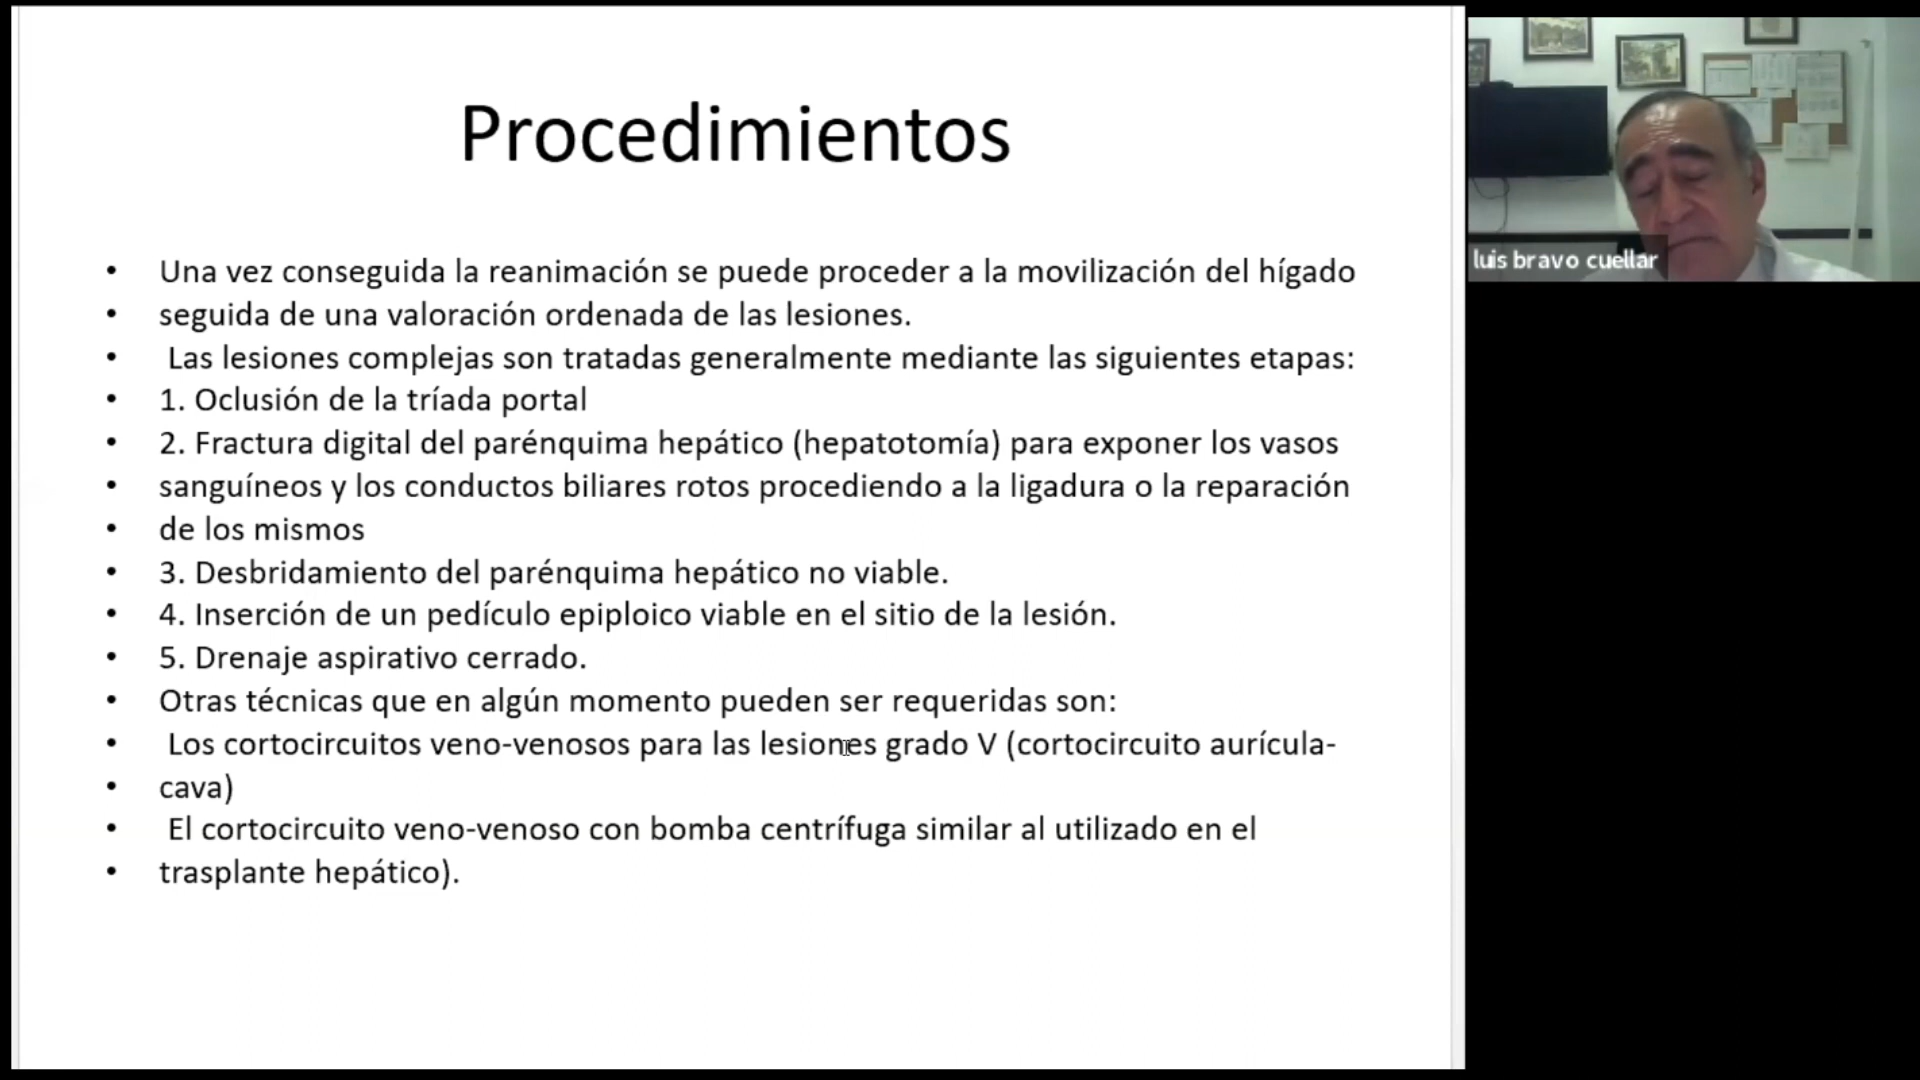 Procedimientos
• Una vez conseguida la reanimación se puede proceder a la movilización del hígado
• seguida de una valoración ordenada de las lesiones.
• Las lesiones complejas son tratadas generalmente mediante las siguientes etapas:
• 1. Oclusión de la tríada portal
• 2. Fractura digital del parénquima hepático (hepatotomía) para exponer los vasos
• sanguíneos y los conductos biliares rotos procediendo a la ligadura o la reparación
• de los mismos
• 3. Desbridamiento del parénquima hepático no viable.
• 4. Inserción de un pedículo epiploico viable en el sitio de la lesión.
• 5. Drenaje aspirativo cerrado.
• Otras técnicas que en algún momento pueden ser requeridas son:
• Los cortocircuitos veno-venosos para las lesiones grado V (cortocircuito aurícula-
• cava)
• El cortocircuito veno-venoso con bomba centrífuga similar al utilizado en el
• trasplante hepático).
luis bravo cuellar